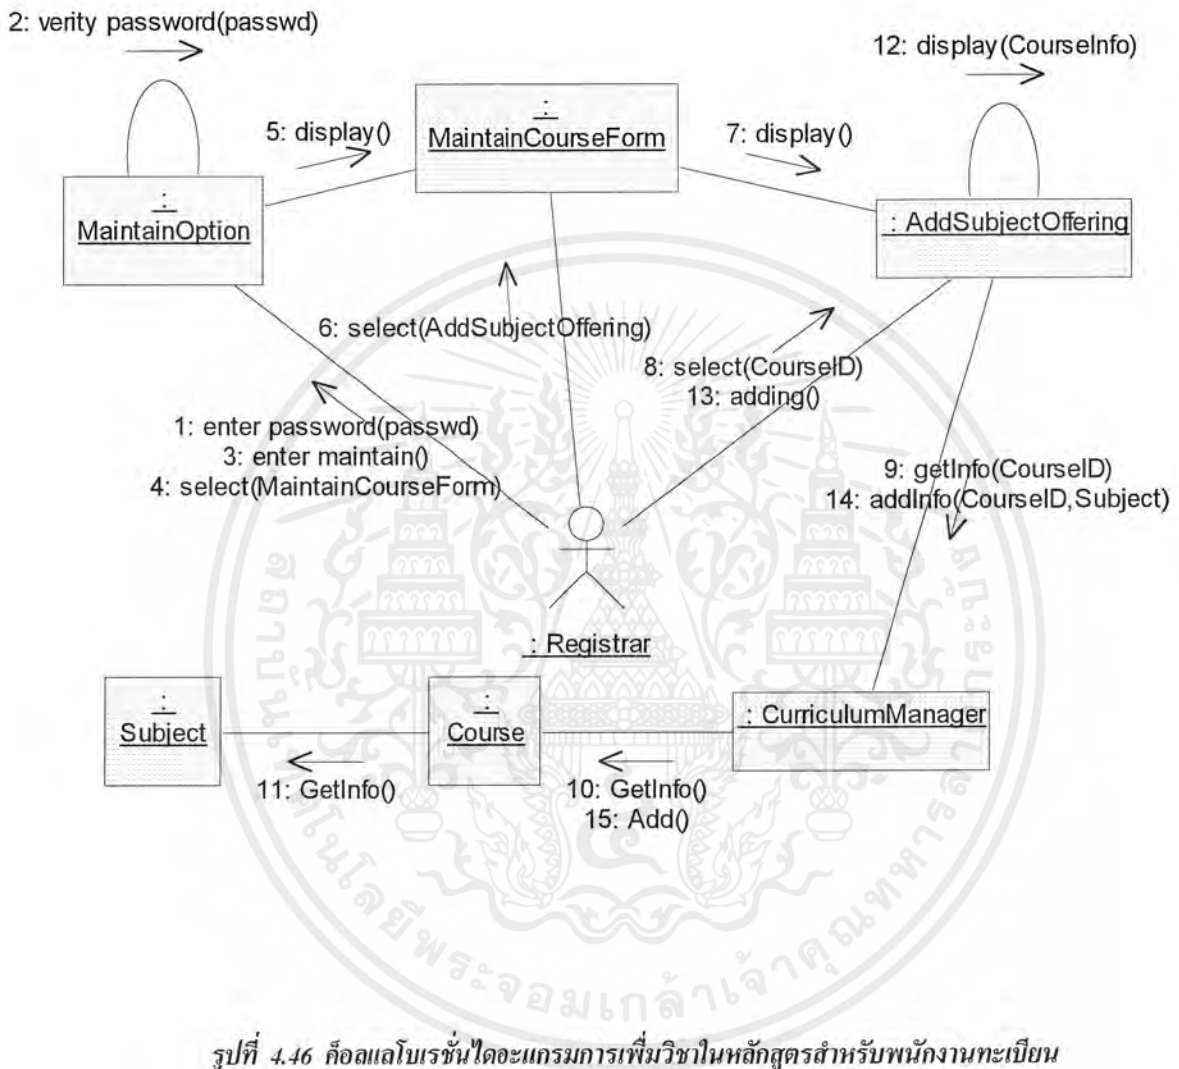 2: verity password(passwd)
12: display(CourseInfo)
5: display()
:
MaintainCourseForm
7: display()
:
MaintainOption
: AddSubjectOffering
6: select(AddSubjectOffering)
8: select(CourseID)
13: adding()
1: enter password(passwd)
3: enter maintain()
4: select(MaintainCourseForm)
9: getInfo(CourseID)
14: addInfo(CourseID,Subject)
: Registrar
:
Subject
:
Course
: CurriculumManager
11: GetInfo()
10: GetInfo()
15: Add()
รูปที่ 4.46 ค็อลแลโบเรชั่นไดอะแกรมการเพิ่มวิชาในหลักสูตรสำหรับพนักงานทะเบียน